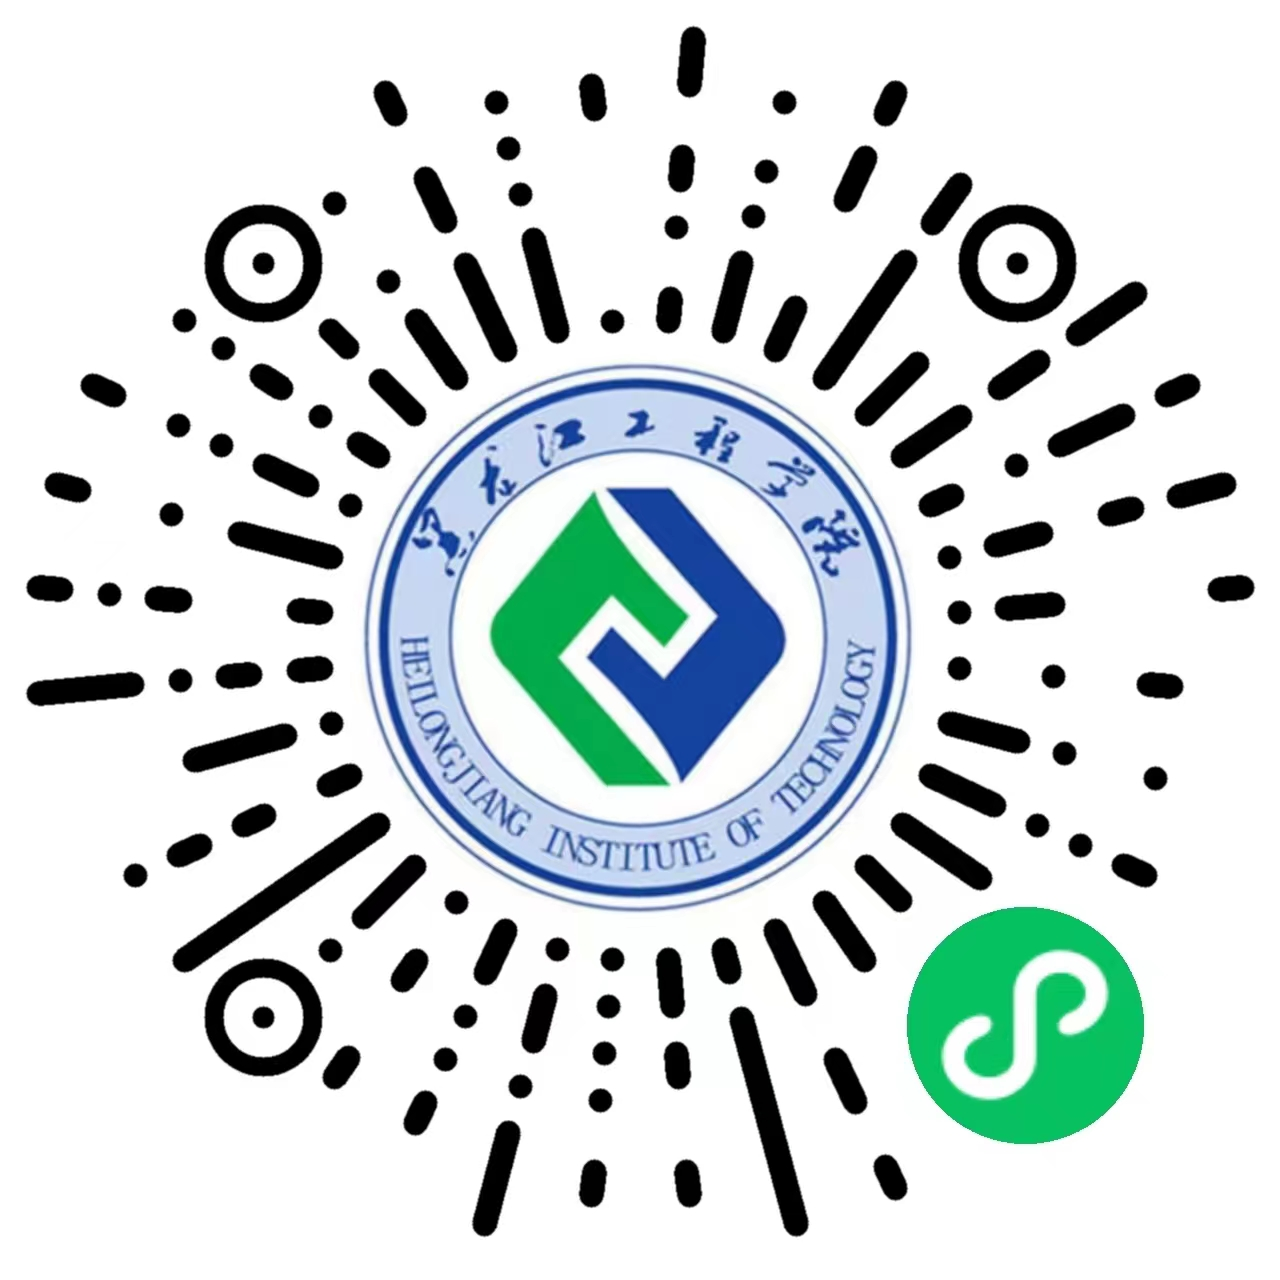 黑龙江工程学院
HEILONGJIANG INSTITUTE OF TECHNOLOGY